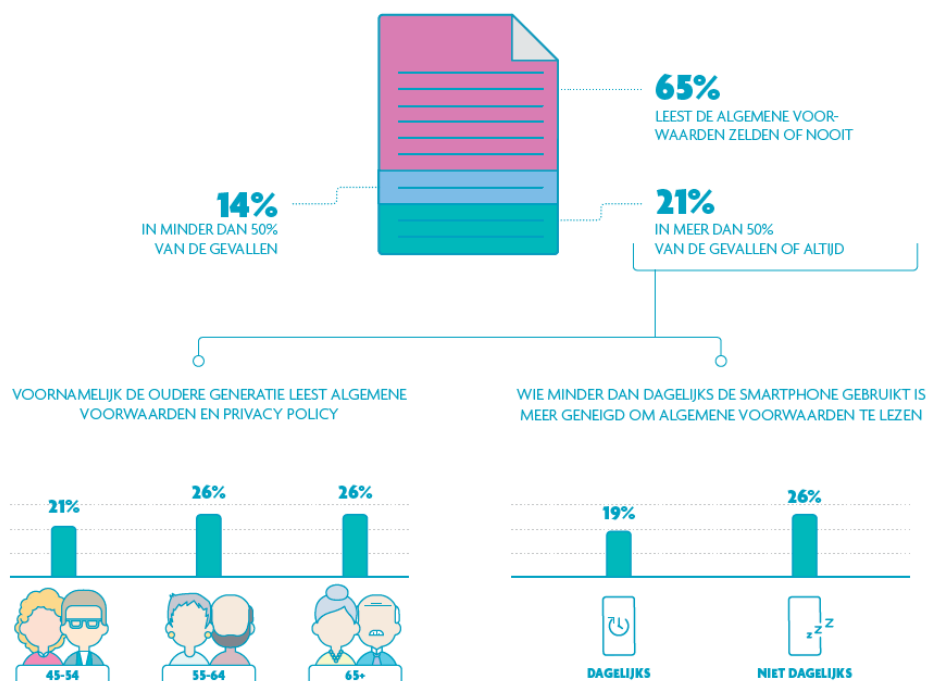 65%
LEEST DE ALGEMENE VOOR-
WAARDEN ZELDEN OF NOOIT
14%
IN MINDER DAN 50%
VAN DE GEVALLEN
21%
IN MEER DAN 50%
VAN DE GEVALLEN OF ALTIJD
VOORNAMELIJK DE OUDERE GENERATIE LEEST ALGEMENE
VOORWAARDEN EN PRIVACY POLICY
21%
26%
26%
45-54
55-64
65+
WIE MINDER DAN DAGELIJKS DE SMARTPHONE GEBRUIKT IS
MEER GENEIGD OM ALGEMENE VOORWAARDEN TE LEZEN
19%
26%
z z Z
DAGELIJKS
NIET DAGELIJKS